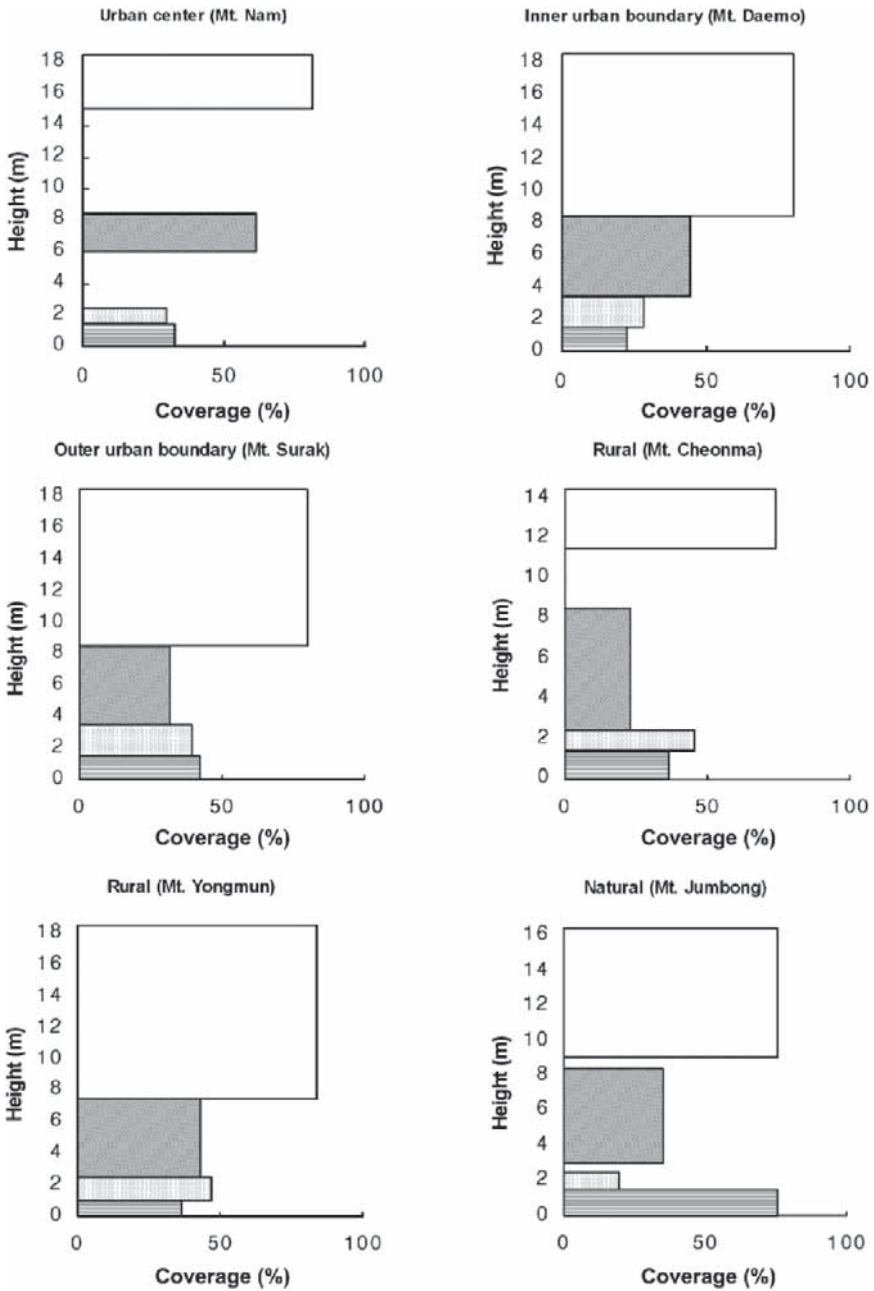 Urban center (Mt. Nam)
18
16
14
12
10
8
6
4
2
0
Height (m)
0 50 100
Coverage (%)
Inner urban boundary (Mt. Daemo)
18
16
14
12
10
8
6
4
2
0
Height (m)
0 50 100
Coverage (%)
Outer urban boundary (Mt. Surak)
18
16
14
12
10
8
6
4
2
0
Height (m)
0 50 100
Coverage (%)
Rural (Mt. Cheonma)
14
12
10
8
6
4
2
0
Height (m)
0 50 100
Coverage (%)
Rural (Mt. Yongmun)
18
16
14
12
10
8
6
4
2
0
Height (m)
0 50 100
Coverage (%)
Natural (Mt. Jumbong)
16
14
12
10
8
6
4
2
0
Height (m)
0 50 100
Coverage (%)